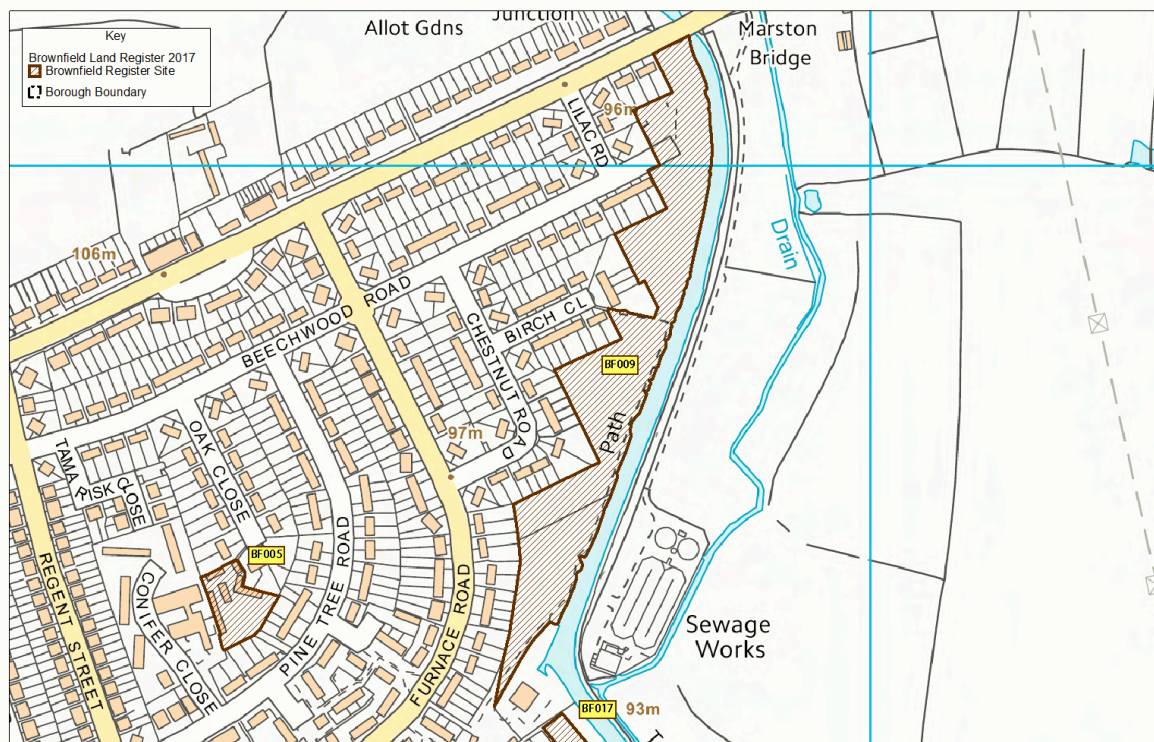 Key
Brownfield Land Register 2017
Brownfield Register Site
Borough Boundary
Allot Gdns
Junction
Marston
Bridge
96m
LILAC RD
Drain
106m
BEECHWOOD ROAD
BIRCH CL
CHESTNUT ROAD
BF009
Path
97m
OAK CLOSE
TAMARISK CLOSE
BF005
REGENT STREET
CONIFER CLOSE
PINE TREE ROAD
FURNACE ROAD
Sewage
Works
BF017
93m